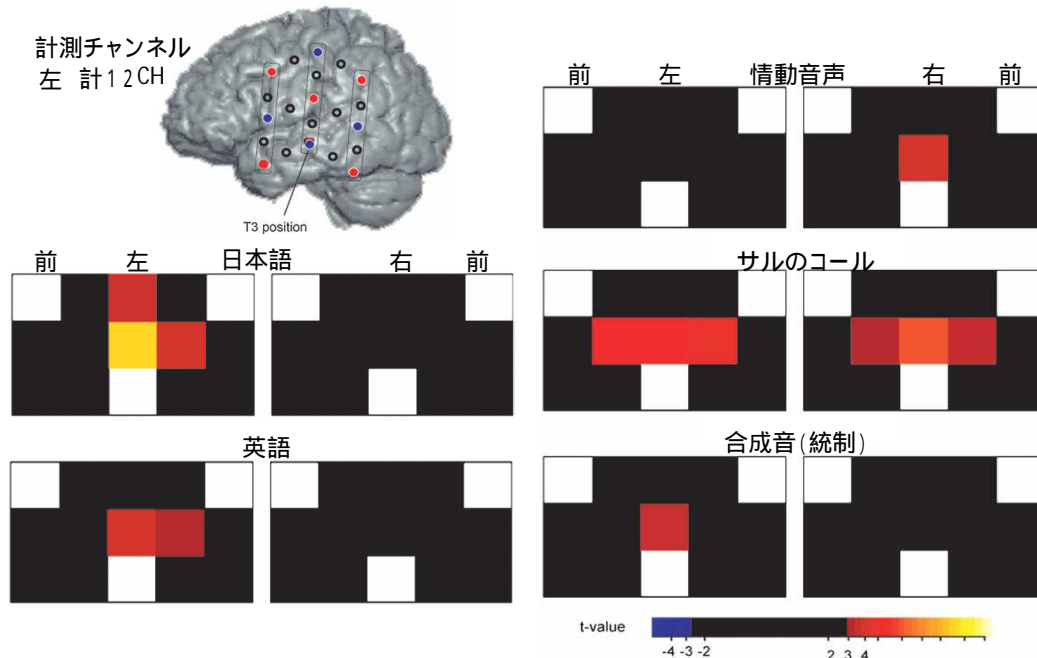 計測チャンネル
左 計12CH
T3 position
前 左 日本語 右 前
英語
前 左 情動音声 右 前
サルのコール
合成音(統制)
t-value
-4 -3 -2 2 3 4